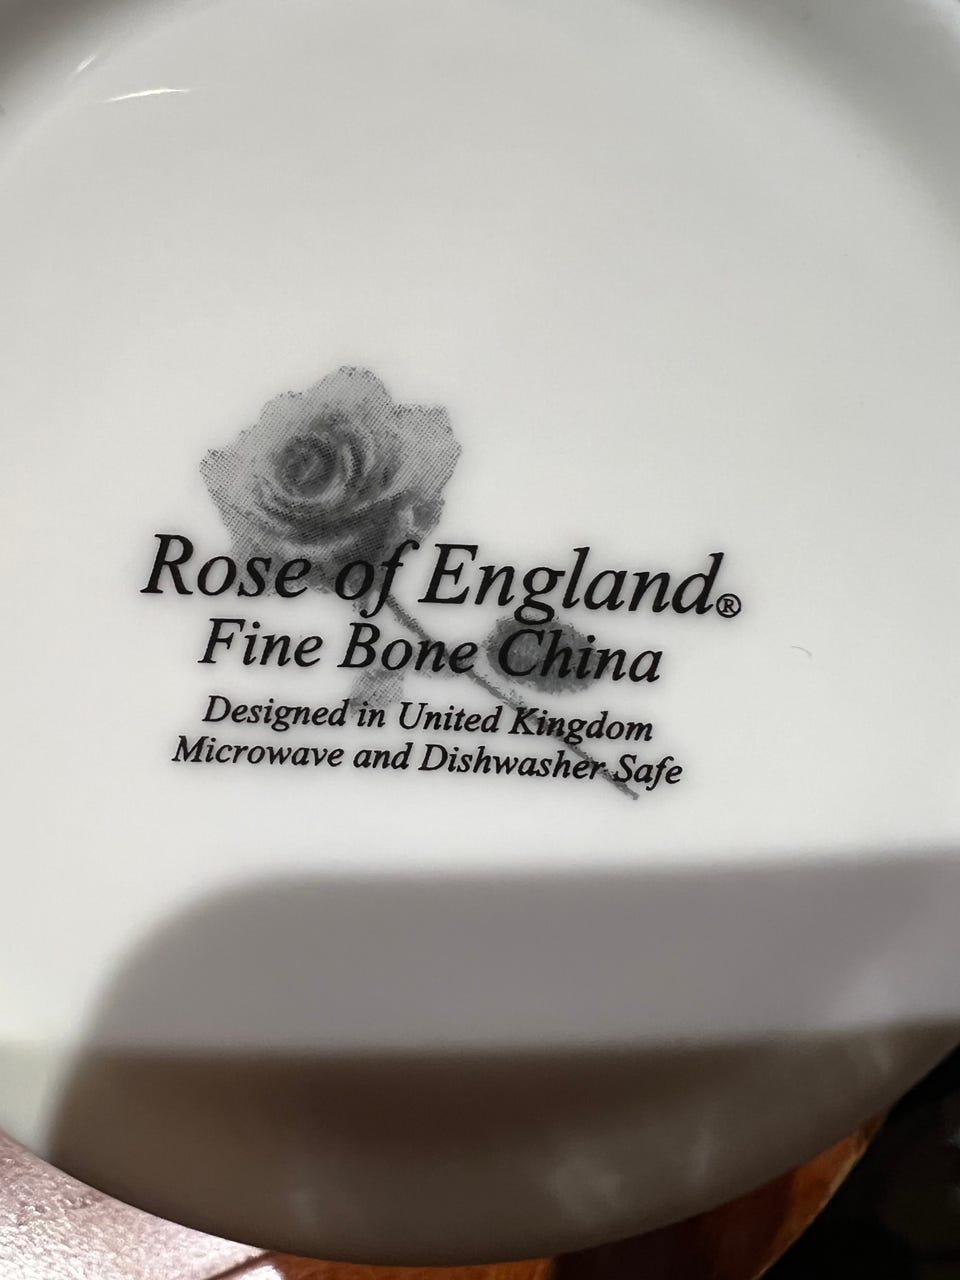 Rose of England®
Fine Bone China
Designed in United Kingdom
Microwave and Dishwasher Safe